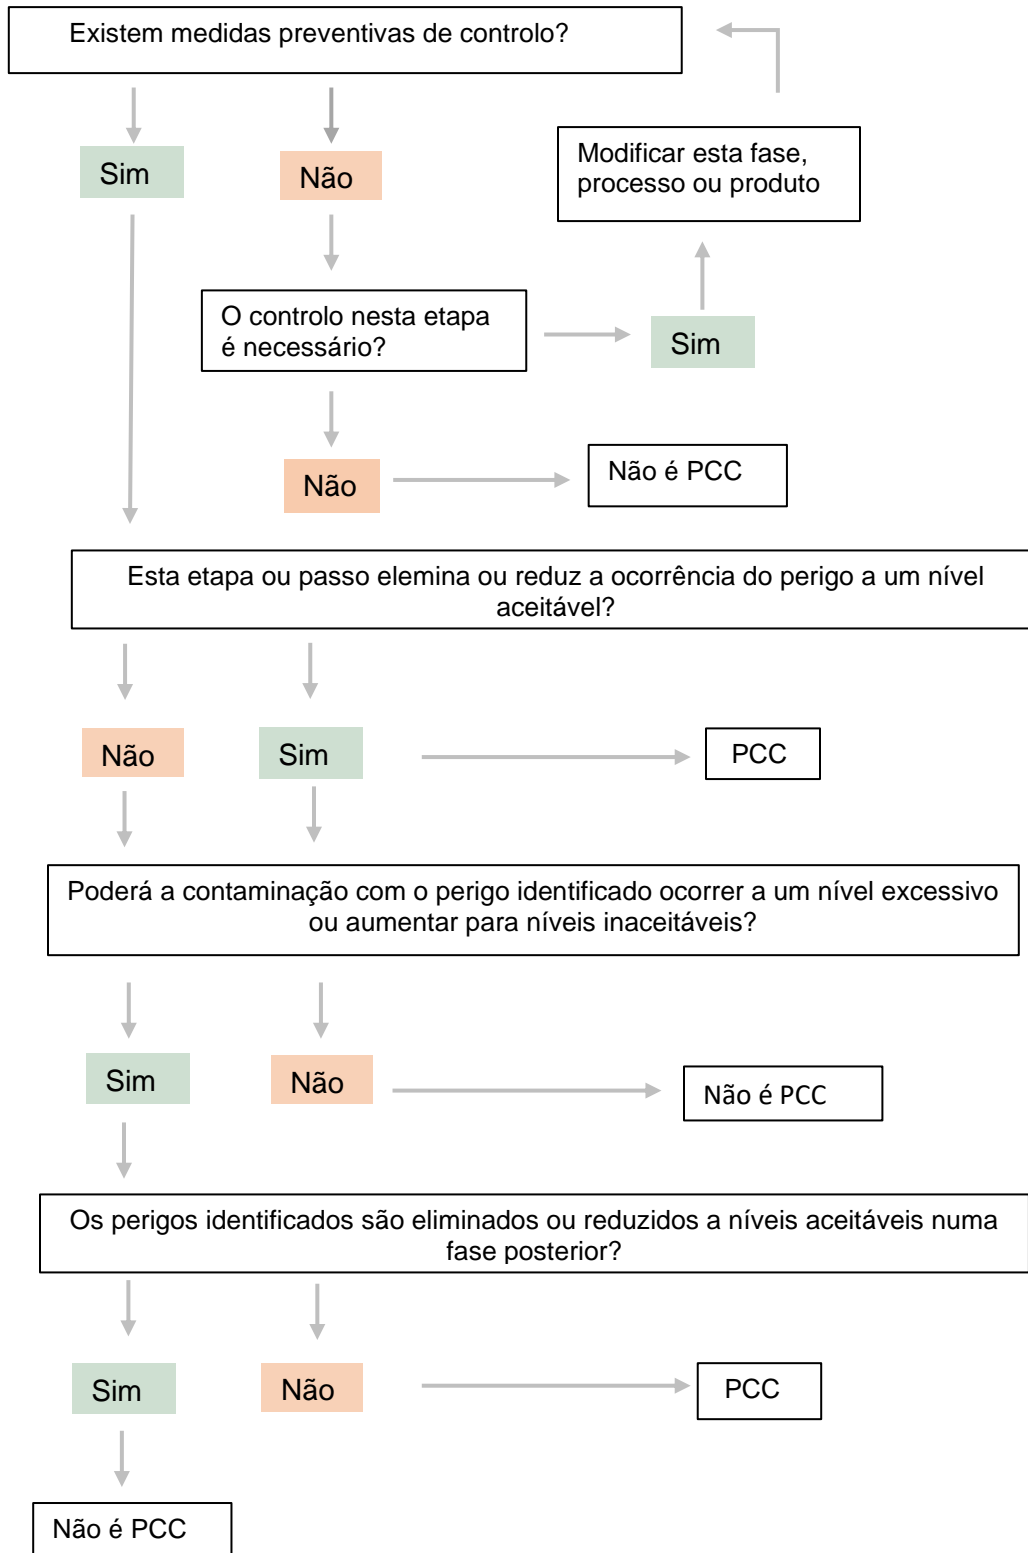 Existem medidas preventivas de controlo?
Sim
Não
Modificar esta fase,
processo ou produto
O controlo nesta etapa
é necessário?
Sim
Não
Não é PCC
Esta etapa ou passo elemina ou reduz a ocorrência do perigo a um nível
aceitável?
Não
Sim
PCC
Poderá a contaminação com o perigo identificado ocorrer a um nível excessivo
ou aumentar para níveis inaceitáveis?
Sim
Não
Não é PCC
Os perigos identificados são eliminados ou reduzidos a níveis aceitáveis numa
fase posterior?
Sim
Não
PCC
Não é PCC